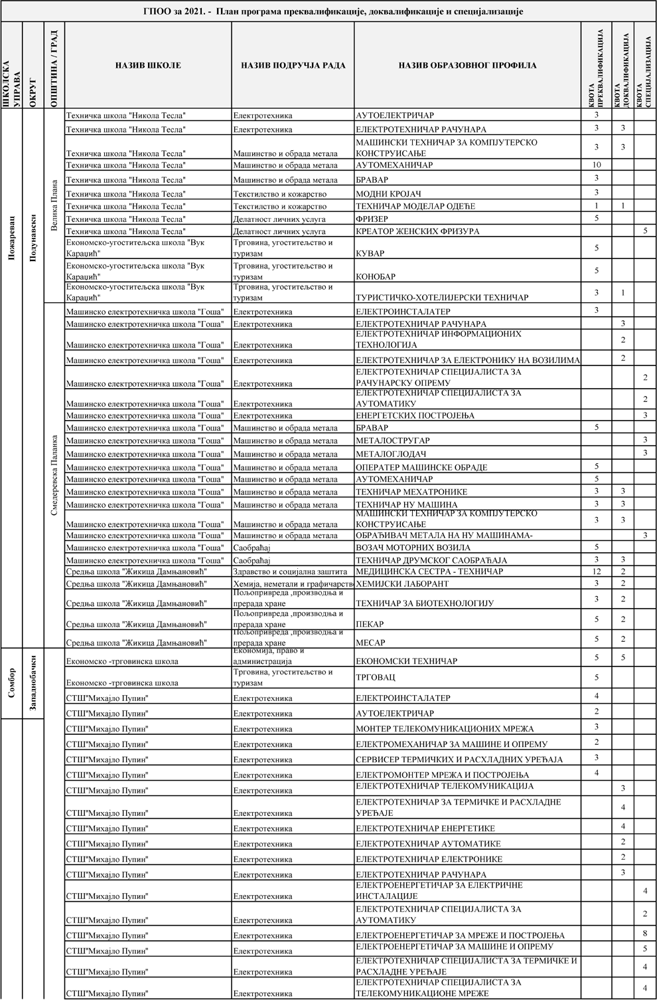 ГПОО за 2021. - План програма преквалификације, доквалификације и специјализације
ШКОЛСКА УПРАВА
ОКРУГ
ОПШТИНА / ГРАД
НАЗИВ ШКОЛЕ
НАЗИВ ПОДРУЧЈА РАДА
НАЗИВ ОБРАЗОВНОГ ПРОФИЛА
КВОТА ПРЕКВАЛИФИКАЦИЈА
КВОТА ДОКВАЛИФИКАЦИЈА
КВОТА СПЕЦИЈАЛИЗАЦИЈА
Пожаревац
Подунавски
Велика Плана
Техничка школа "Никола Тесла" Електротехника АУТОЕЛЕКТРИЧАР 3
Техничка школа "Никола Тесла" Електротехника ЕЛЕКТРОТЕХНИЧАР РАЧУНАРА 3 3
Техничка школа "Никола Тесла" Машинство и обрада метала МАШИНСКИ ТЕХНИЧАР ЗА КОМПЈУТЕРСКО
КОНСТРУИСАЊЕ 3 3
Техничка школа "Никола Тесла" Машинство и обрада метала АУТОМЕХАНИЧАР 10
Техничка школа "Никола Тесла" Машинство и обрада метала БРАВАР 3
Техничка школа "Никола Тесла" Текстилство и кожарство МОДНИ КРОЈАЧ 3
Техничка школа "Никола Тесла" Текстилство и кожарство ТЕХНИЧАР МОДЕЛАР ОДЕЋЕ 1 1
Техничка школа "Никола Тесла" Делатност личних услуга ФРИЗЕР 5
Техничка школа "Никола Тесла" Делатност личних услуга КРЕАТОР ЖЕНСКИХ ФРИЗУРА 5
Економско-угоститељска школа "Вук Трговина, угоститељство и
Караџић" туризам КУВАР 5
Економско-угоститељска школа "Вук Трговина, угоститељство и
Караџић" туризам КОНОБАР 5
Економско-угоститељска школа "Вук Трговина, угоститељство и
Караџић" туризам ТУРИСТИЧКО-ХОТЕЛИЈЕРСКИ ТЕХНИЧАР 3 1
Смедеревска Паланка
Машинско електротехничка школа "Гоша" Електротехника ЕЛЕКТРОИНСТАЛАТЕР 3
Машинско електротехничка школа "Гоша" Електротехника ЕЛЕКТРОТЕХНИЧАР РАЧУНАРА 3
Машинско електротехничка школа "Гоша" Електротехника ЕЛЕКТРОТЕХНИЧАР ИНФОРМАЦИОНИХ
ТЕХНОЛОГИЈА 2
Машинско електротехничка школа "Гоша" Електротехника ЕЛЕКТРОТЕХНИЧАР ЗА ЕЛЕКТРОНИКУ НА ВОЗИЛИМА 2
Машинско електротехничка школа "Гоша" Електротехника ЕЛЕКТРОТЕХНИЧАР СПЕЦИЈАЛИСТА ЗА
РАЧУНАРСКУ ОПРЕМУ 2
Машинско електротехничка школа "Гоша" Електротехника ЕЛЕКТРОТЕХНИЧАР СПЕЦИЈАЛИСТА ЗА
АУТОМАТИКУ 2
Машинско електротехничка школа "Гоша" Електротехника ЕНЕРГЕТСКИХ ПОСТРОЈЕЊА 3
Машинско електротехничка школа "Гоша" Машинство и обрада метала БРАВАР 5
Машинско електротехничка школа "Гоша" Машинство и обрада метала МЕТАЛОСТРУГАР 3
Машинско електротехничка школа "Гоша" Машинство и обрада метала МЕТАЛОГЛОДАЧ 3
Машинско електротехничка школа "Гоша" Машинство и обрада метала ОПЕРАТЕР МАШИНСКЕ ОБРАДЕ 5
Машинско електротехничка школа "Гоша" Машинство и обрада метала АУТОМЕХАНИЧАР 5
Машинско електротехничка школа "Гоша" Машинство и обрада метала ТЕХНИЧАР МЕХАТРОНИКЕ 3 3
Машинско електротехничка школа "Гоша" Машинство и обрада метала ТЕХНИЧАР НУ МАШИНА 3 3
Машинско електротехничка школа "Гоша" Машинство и обрада метала МАШИНСКИ ТЕХНИЧАР ЗА КОМПЈУТЕРСКО
КОНСТРУИСАЊЕ 3 3
Машинско електротехничка школа "Гоша" Машинство и обрада метала ОБРАЂИВАЧ МЕТАЛА НА НУ МАШИНАМА- 3
Машинско електротехничка школа "Гоша" Саобраћај ВОЗАЧ МОТОРНИХ ВОЗИЛА 5
Машинско електротехничка школа "Гоша" Саобраћај ТЕХНИЧАР ДРУМСКОГ САОБРАЋАЈА 3 3
Средња школа "Жикица Дамњановић" Здравство и социјална заштита МЕДИЦИНСКА СЕСТРА - ТЕХНИЧАР 12 2
Средња школа "Жикица Дамњановић" Хемија, неметали и графичарство ХЕМИЈСКИ ЛАБОРАНТ 3 2
Средња школа "Жикица Дамњановић" Пољопривреда ,производња и
прерада хране ТЕХНИЧАР ЗА БИОТЕХНОЛОГИЈУ 3 2
Средња школа "Жикица Дамњановић" Пољопривреда ,производња и
прерада хране ПЕКАР 5 2
Средња школа "Жикица Дамњановић" Пољопривреда ,производња и
прерада хране МЕСАР 5 2
Сомбор
Западнобачки
Економско -трговинска школа Економија, право и
администрација ЕКОНОМСКИ ТЕХНИЧАР 5 5
Економско -трговинска школа Трговина, угоститељство и
туризам ТРГОВАЦ 5
СТШ"Михајло Пупин" Електротехника ЕЛЕКТРОИНСТАЛАТЕР 4
СТШ"Михајло Пупин" Електротехника АУТОЕЛЕКТРИЧАР 2
СТШ"Михајло Пупин" Електротехника МОНТЕР ТЕЛЕКОМУНИКАЦИОНИХ МРЕЖА 3
СТШ"Михајло Пупин" Електротехника ЕЛЕКТРОМЕХАНИЧАР ЗА МАШИНЕ И ОПРЕМУ 2
СТШ"Михајло Пупин" Електротехника СЕРВИСЕР ТЕРМИЧКИХ И РАСХЛАДНИХ УРЕЂАЈА 3
СТШ"Михајло Пупин" Електротехника ЕЛЕКТРОМОНТЕР МРЕЖА И ПОСТРОЈЕЊА 4
СТШ"Михајло Пупин" Електротехника ЕЛЕКТРОТЕХНИЧАР ТЕЛЕКОМУНИКАЦИЈА 3
СТШ"Михајло Пупин" Електротехника ЕЛЕКТРОТЕХНИЧАР ЗА ТЕРМИЧКЕ И РАСХЛАДНЕ
УРЕЂАЈЕ 4
СТШ"Михајло Пупин" Електротехника ЕЛЕКТРОТЕХНИЧАР ЕНЕРГЕТИКЕ 4
СТШ"Михајло Пупин" Електротехника ЕЛЕКТРОТЕХНИЧАР АУТОМАТИКЕ 2
СТШ"Михајло Пупин" Електротехника ЕЛЕКТРОТЕХНИЧАР ЕЛЕКТРОНИКЕ 2
СТШ"Михајло Пупин" Електротехника ЕЛЕКТРОТЕХНИЧАР РАЧУНАРА 3
СТШ"Михајло Пупин" Електротехника ЕЛЕКТРОЕНЕРГЕТИЧАР ЗА ЕЛЕКТРИЧНЕ
ИНСТАЛАЦИЈЕ 4
СТШ"Михајло Пупин" Електротехника ЕЛЕКТРОТЕХНИЧАР СПЕЦИЈАЛИСТА ЗА
АУТОМАТИКУ 2
СТШ"Михајло Пупин" Електротехника ЕЛЕКТРОЕНЕРГЕТИЧАР ЗА МРЕЖЕ И ПОСТРОЈЕЊА 8
СТШ"Михајло Пупин" Електротехника ЕЛЕКТРОЕНЕРГЕТИЧАР ЗА МАШИНЕ И ОПРЕМУ 5
СТШ"Михајло Пупин" Електротехника ЕЛЕКТРОТЕХНИЧАР СПЕЦИЈАЛИСТА ЗА ТЕРМИЧКЕ И
РАСХЛАДНЕ УРЕЂАЈЕ 4
СТШ"Михајло Пупин" Електротехника ЕЛЕКТРОТЕХНИЧАР СПЕЦИЈАЛИСТА ЗА
ТЕЛЕКОМУНИКАЦИОНЕ МРЕЖЕ 4